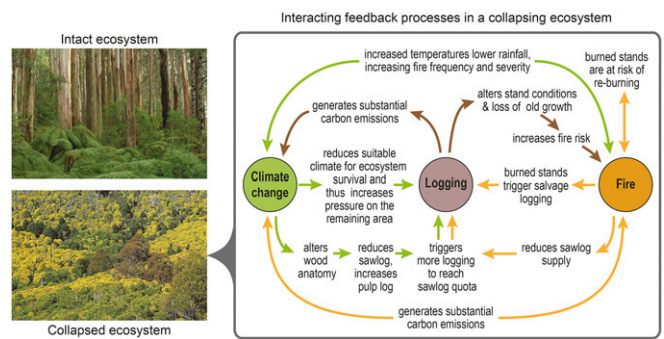 Interacting feedback processes in a collapsing ecosystem
Intact ecosystem
Collapsed ecosystem
increased temperatures lower rainfall,
increasing fire frequency and severity
burned stands
are at risk of
re-burning
generates substantial
carbon emissions
alters stand conditions
& loss of old growth
increases fire risk
Climate
change
reduces suitable
climate for ecosystem
survival and
thus increases
pressure on the
remaining area
Logging
burned stands
trigger salvage
logging
Fire
alters
wood
anatomy
reduces
sawlog,
increases
pulp log
triggers
more logging
to reach
sawlog quota
reduces sawlog
supply
generates substantial
carbon emissions